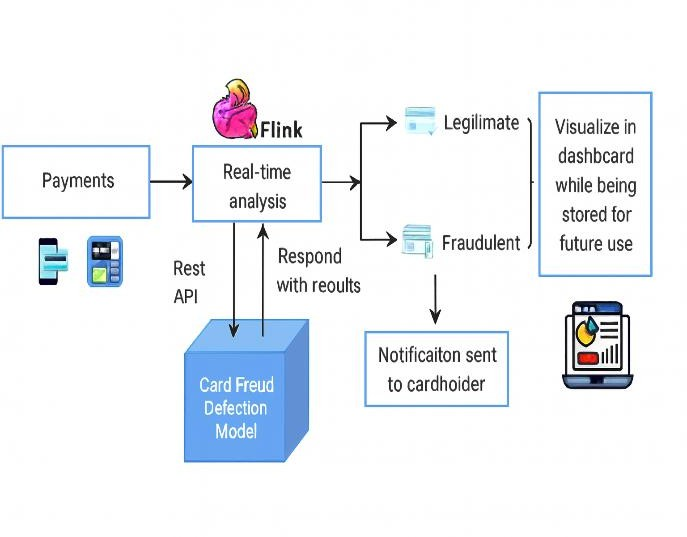 Flink
Payments
Real-time
analysis
Legilimate
Fraudulent
Visualize in
dashbcard
while being
stored for
future use
Rest
API
Respond
with reoults
Card Freud
Defection
Model
Notificaiton sent
to cardhoider